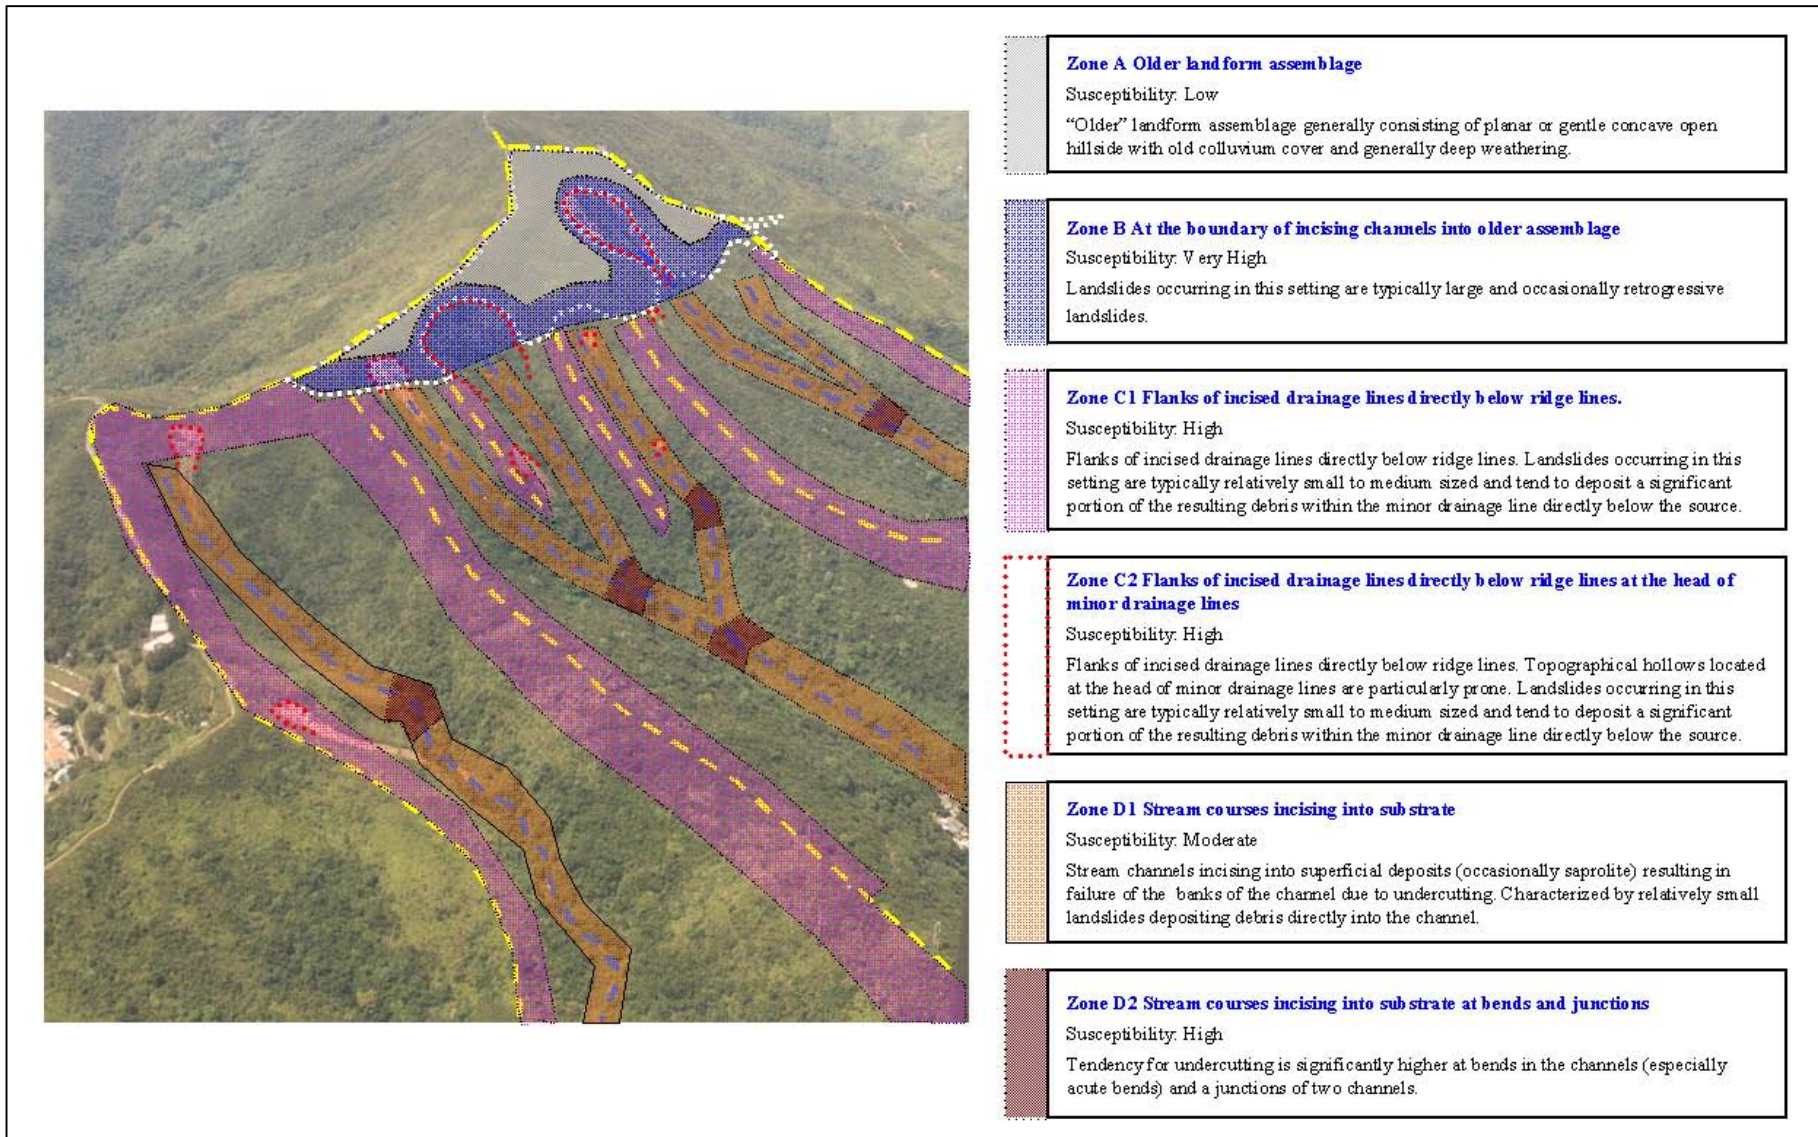 Zone A Older landform assemblage
Susceptibility: Low
“Older” landform assemblage generally consisting of planar or gentle concave open
hillside with old colluvium cover and generally deep weathering.
Zone B At the boundary of incising channels into older assemblage
Susceptibility: Very High
Landslides occurring in this setting are typically large and occasionally retrogressive
landslides.
Zone C1 Flanks of incised drainage lines directly below ridge lines.
Susceptibility: High
Flanks of incised drainage lines directly below ridge lines. Landslides occurring in this
setting are typically relatively small to medium sized and tend to deposit a significant
portion of the resulting debris within the minor drainage line directly below the source.
Zone C2 Flanks of incised drainage lines directly below ridge lines at the head of
minor drainage lines
Susceptibility: High
Flanks of incised drainage lines directly below ridge lines. Topographical hollows located
at the head of minor drainage lines are particularly prone. Landslides occurring in this
setting are typically relatively small to medium sized and tend to deposit a significant
portion of the resulting debris within the minor drainage line directly below the source.
Zone D1 Stream courses incising into substrate
Susceptibility: Moderate
Stream channels incising into superficial deposits (occasionally saprolite) resulting in
failure of the banks of the channel due to undercutting. Characterized by relatively small
landslides depositing debris directly into the channel.
Zone D2 Stream courses incising into substrate at bends and junctions
Susceptibility: High
Tendency for undercutting is significantly higher at bends in the channels (especially
acute bends) and a junctions of two channels.